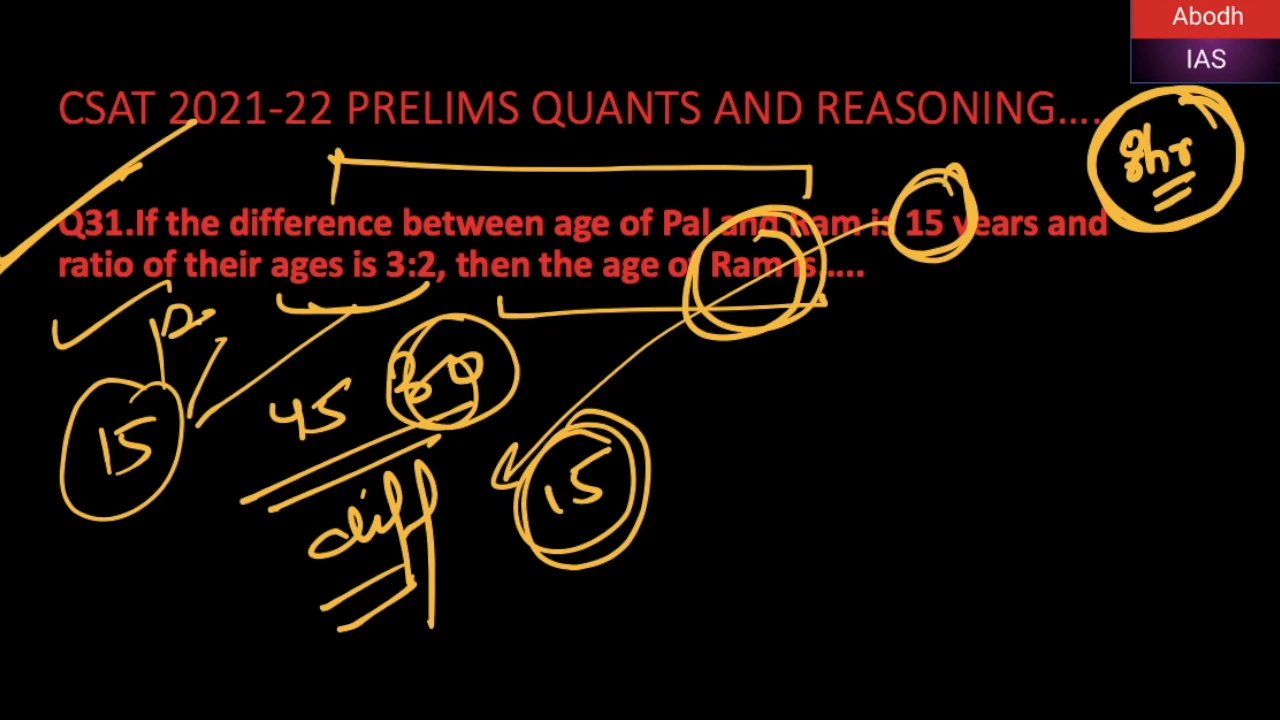 Abodh
IAS
CSAT 2021-22 PRELIMS QUANTS AND REASONING....
8hr
Q31.If the difference between age of Pal and Ram is 15 years and
ratio of their ages is 3:2, then the age of Ram is ....
45 30
15
15
diff